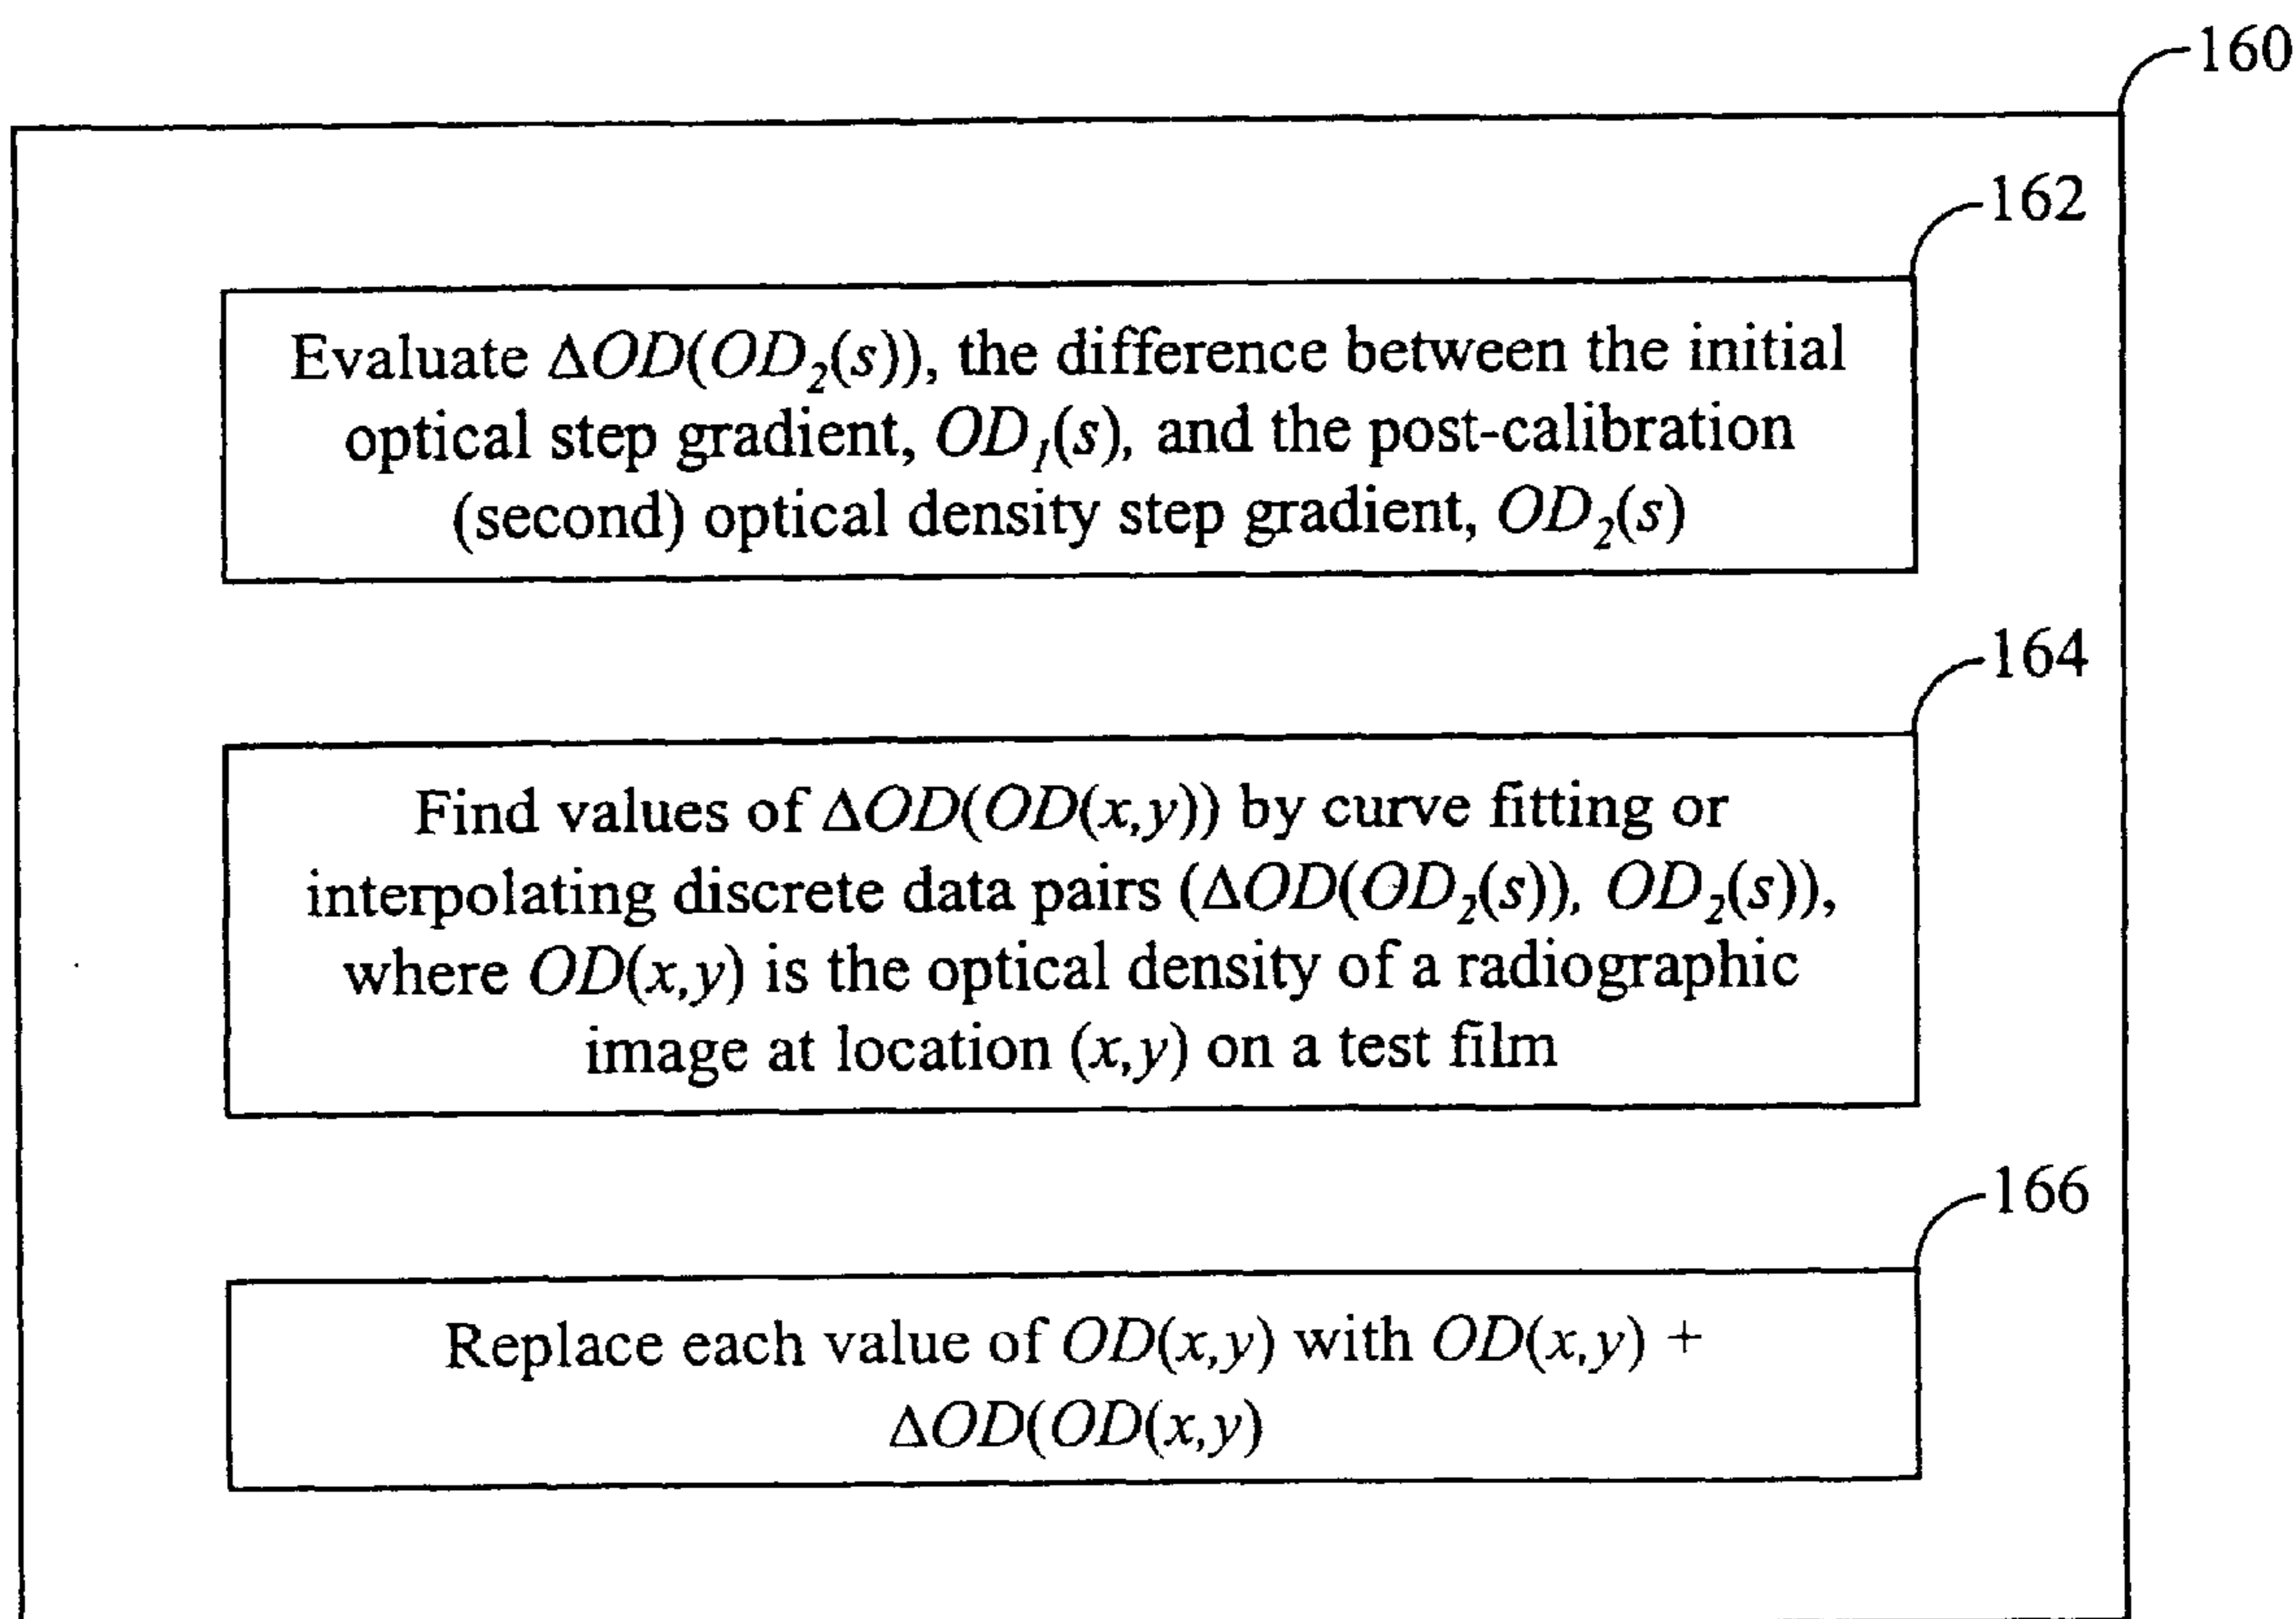 160
162
Evaluate ΔOD(OD₂(s)), the difference between the initial
optical step gradient, OD₁(s), and the post-calibration
(second) optical density step gradient, OD₂(s)
164
Find values of ΔOD(OD(x,y)) by curve fitting or
interpolating discrete data pairs (ΔOD(OD₂(s)), OD₂(s)),
where OD(x,y) is the optical density of a radiographic
image at location (x,y) on a test film
166
Replace each value of OD(x,y) with OD(x,y) +
ΔOD(OD(x,y)